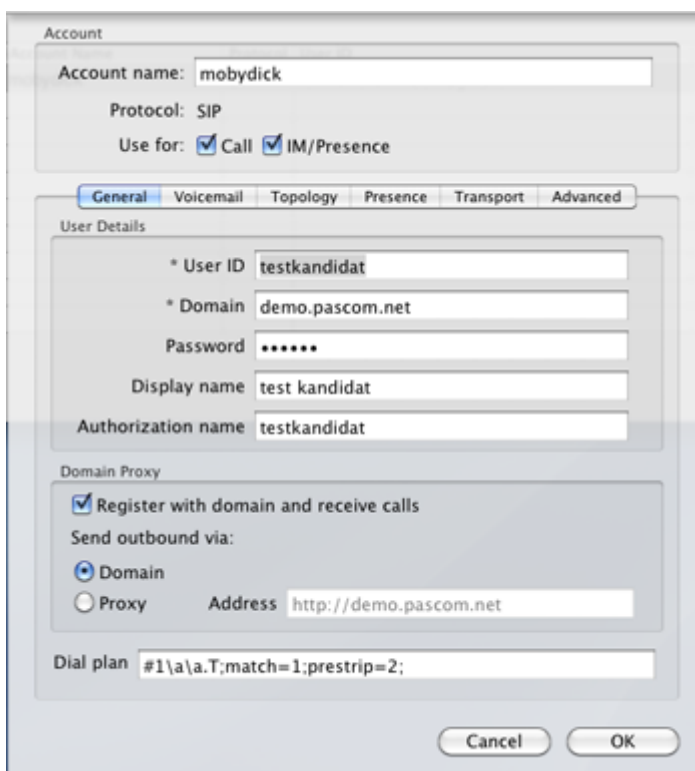 Account
Account name: mobydick
Protocol: SIP
Use for: Call IM/Presence
General Voicemail Topology Presence Transport Advanced
User Details
* User ID testkandidat
* Domain demo.pascom.net
Password ••••••
Display name test kandidat
Authorization name testkandidat
Domain Proxy
Register with domain and receive calls
Send outbound via:
Domain
Proxy Address http://demo.pascom.net
Dial plan #1\a\a.T;match=1;prestrip=2;
Cancel OK